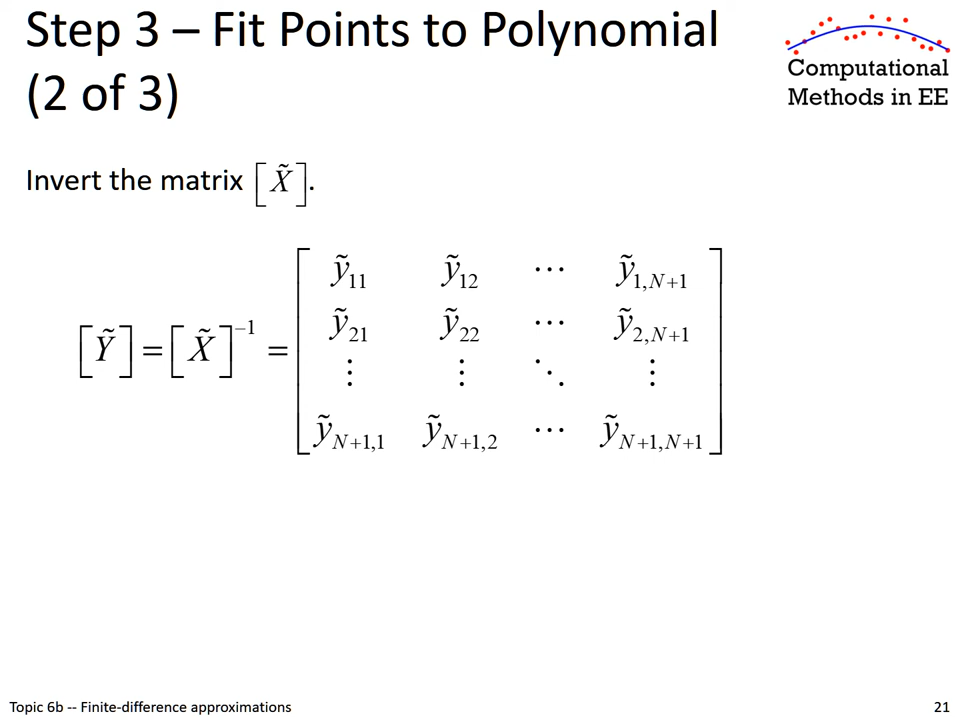 Step 3 – Fit Points to Polynomial
(2 of 3)
Computational
Methods in EE
Invert the matrix [X̃].
[Ỹ] = [X̃]⁻¹ =
ỹ₁₁ ỹ₁₂ ⋯ ỹ₁,N+1
ỹ₂₁ ỹ₂₂ ⋯ ỹ₂,N+1
⋮ ⋮ ⋱ ⋮
ỹN+1,1 ỹN+1,2 ⋯ ỹN+1,N+1
Topic 6b -- Finite-difference approximations
21